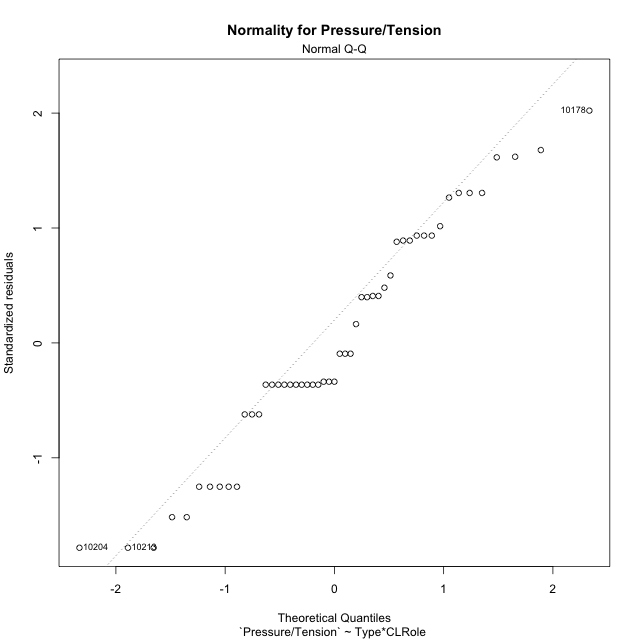 Normality for Pressure/Tension
Normal Q-Q
Standardized residuals
2
1
0
-1
10178
10204
-2
-1
0
1
2
Theoretical Quantiles
`Pressure/Tension` ~ Type*CLRole